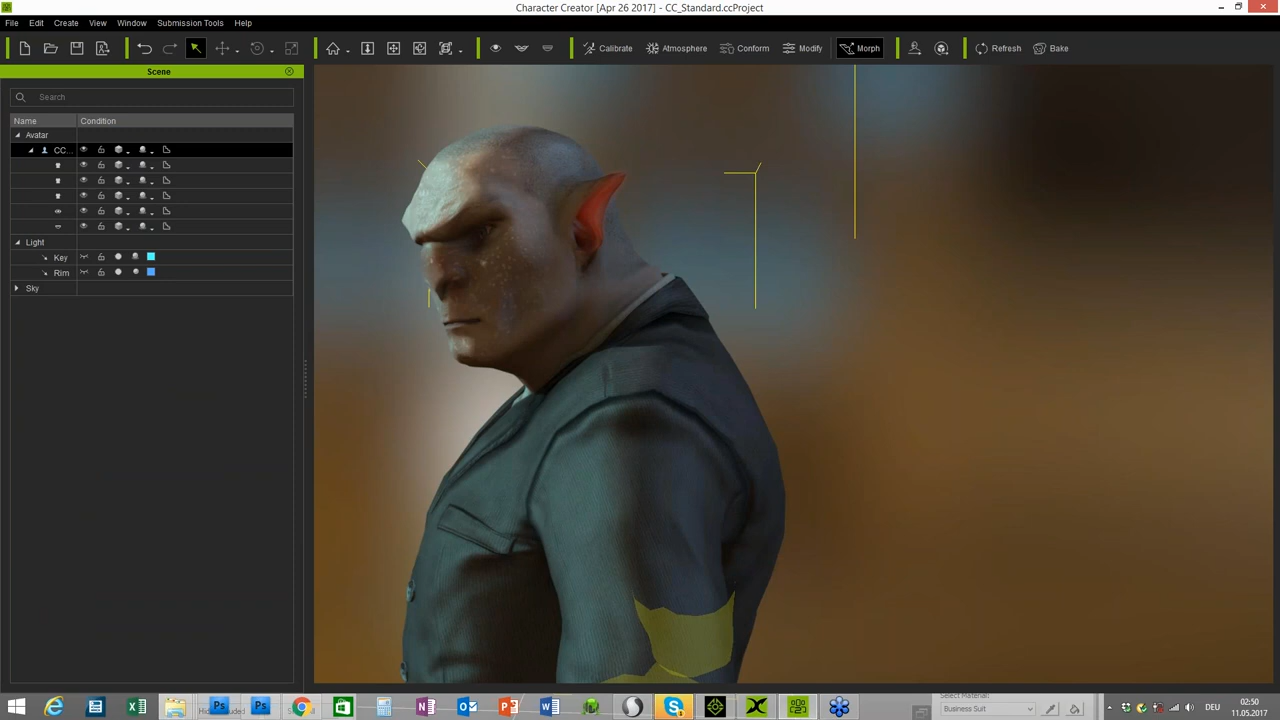 Character Creator [Apr 26 2017] - CC_Standard.ccProject
File Edit Create View Window Submission Tools Help
Calibrate Atmosphere Conform Modify Morph Refresh Bake
Scene
Search
Name Condition
Avatar
CC...
Light
Key
Rim
Sky
Select Material:
Business Suit
DEU
02:50
11.05.2017